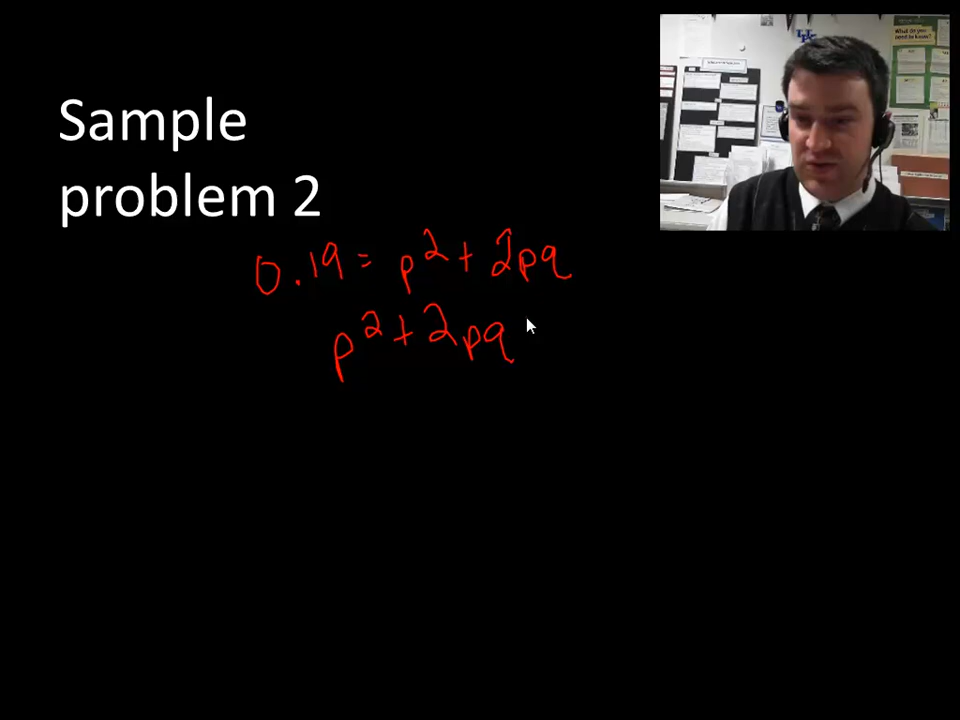 Sample
problem 2
0.19 = p² + 2pq
p² + 2pq